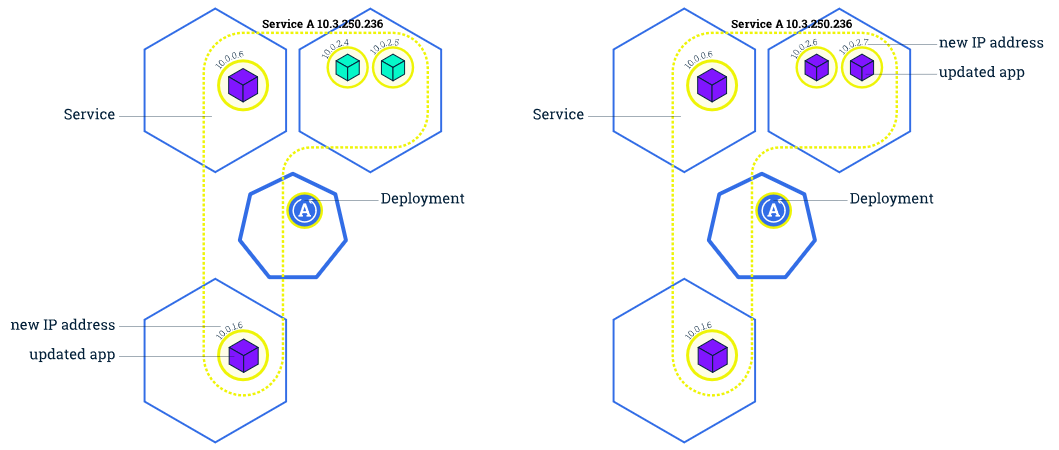 Service A 10.3.250.236
10.0.0.6
10.0.2.4
10.0.2.5
Service
A
Deployment
new IP address
10.0.1.6
updated app
Service A 10.3.250.236
10.0.0.6
10.0.2.6
10.0.2.7
new IP address
updated app
Service
A
Deployment
10.0.1.6